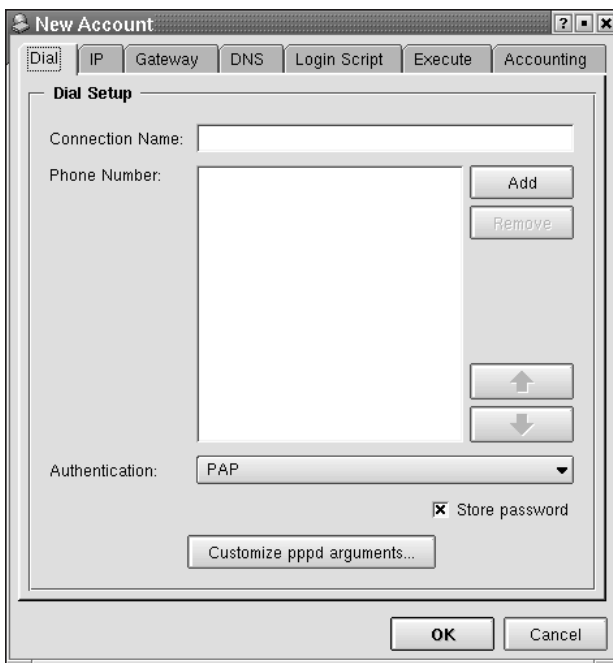 New Account
Dial IP Gateway DNS Login Script Execute Accounting
Dial Setup
Connection Name:
Phone Number:
Add
Remove
Authentication: PAP
Store password
Customize pppd arguments...
OK Cancel